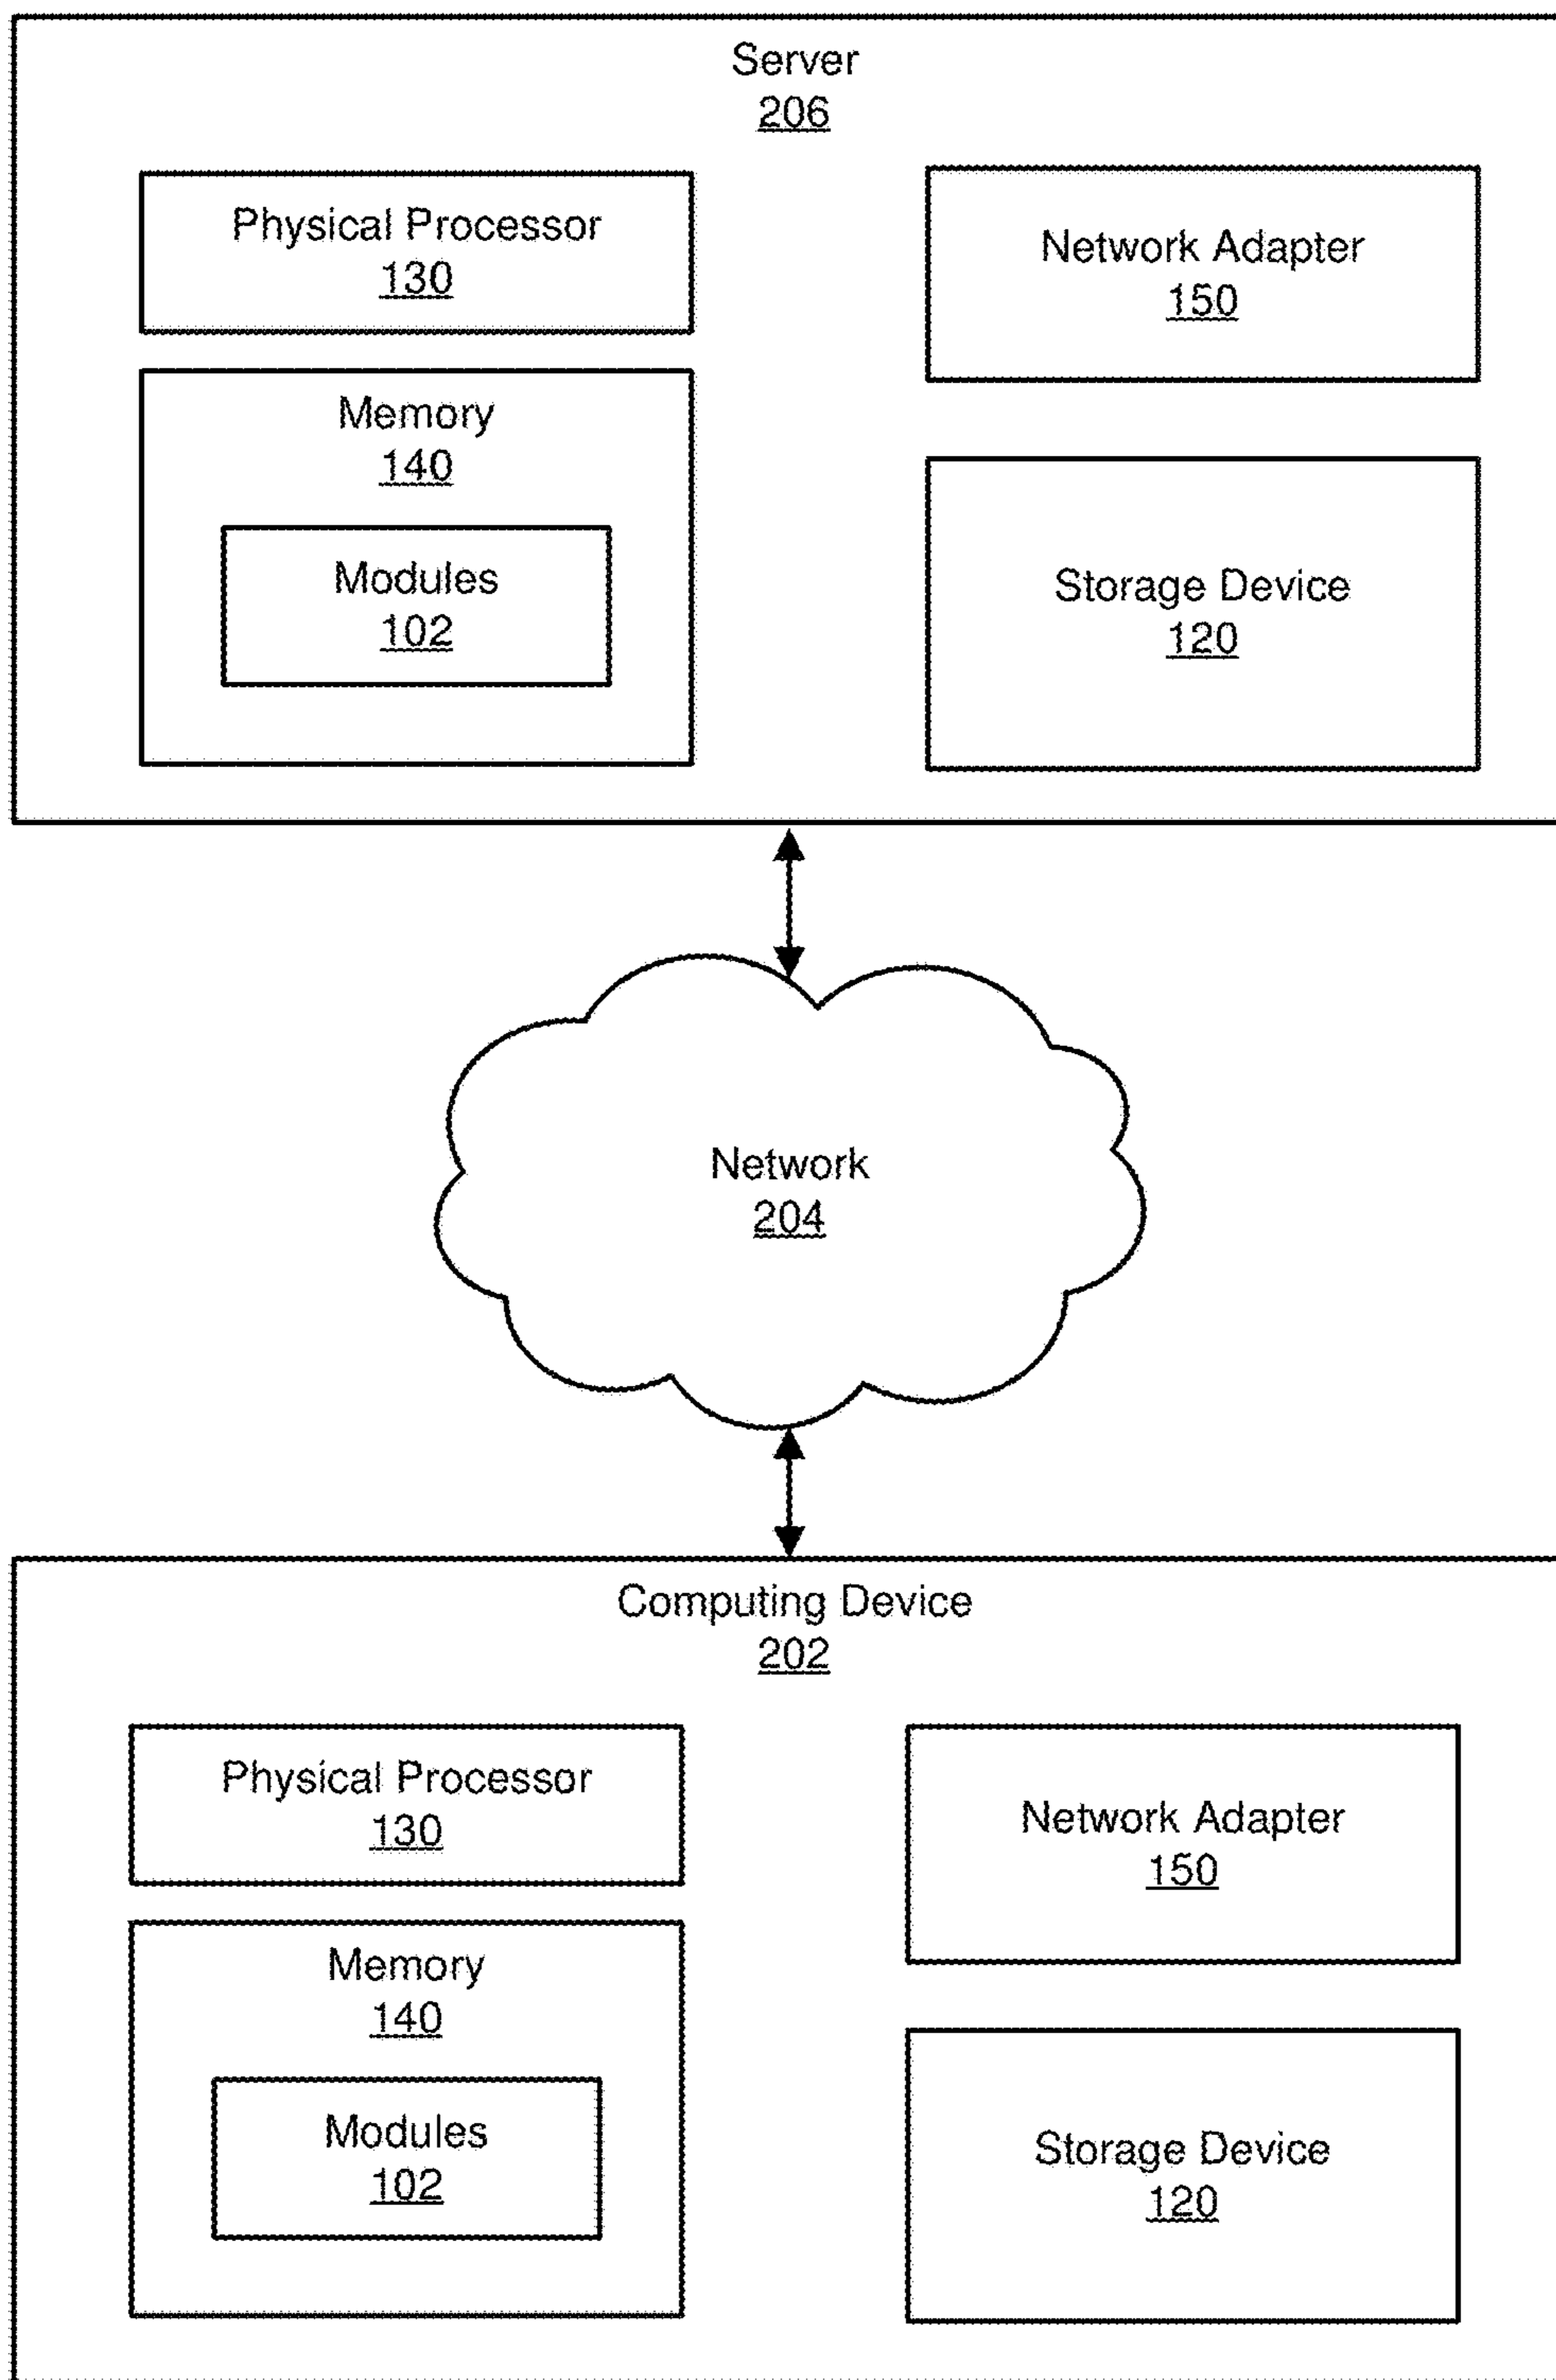 Server
206
Physical Processor
130
Network Adapter
150
Memory
140
Modules
102
Storage Device
120
Network
204
Computing Device
202
Physical Processor
130
Network Adapter
150
Memory
140
Modules
102
Storage Device
120